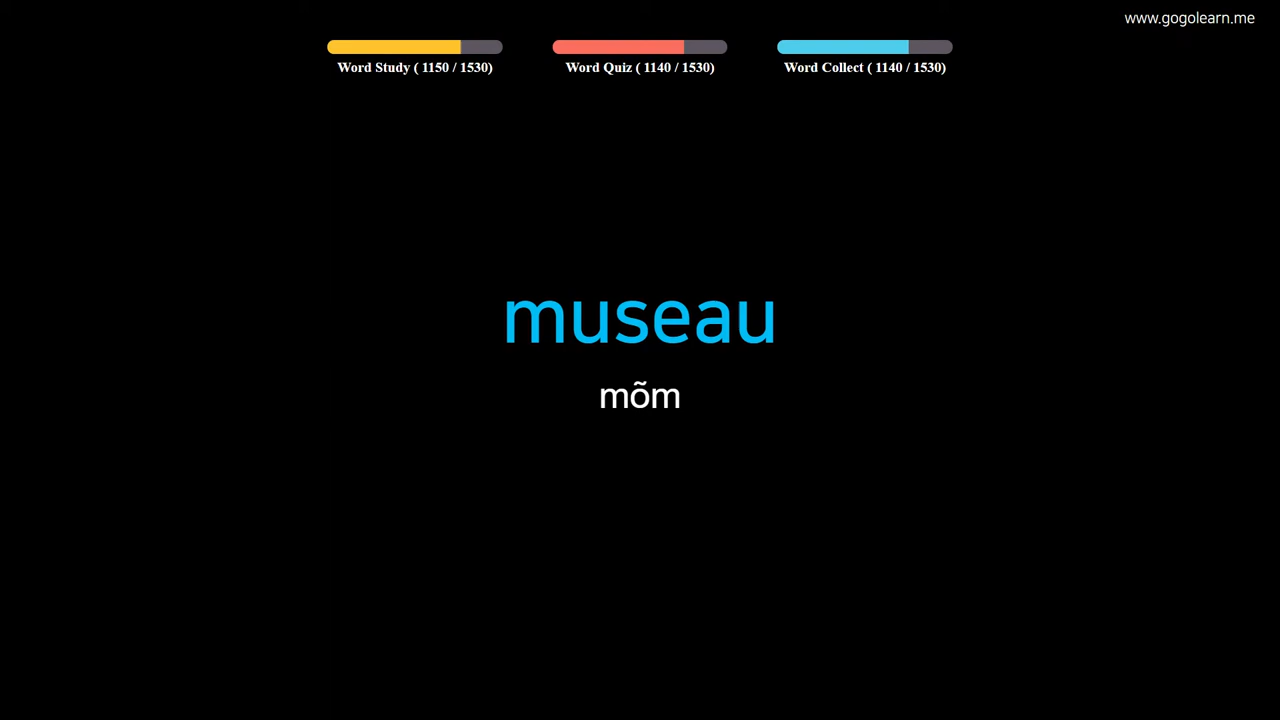 www.gogolearn.me
Word Study ( 1150 / 1530)
Word Quiz ( 1140 / 1530)
Word Collect ( 1140 / 1530)
museau
mõm